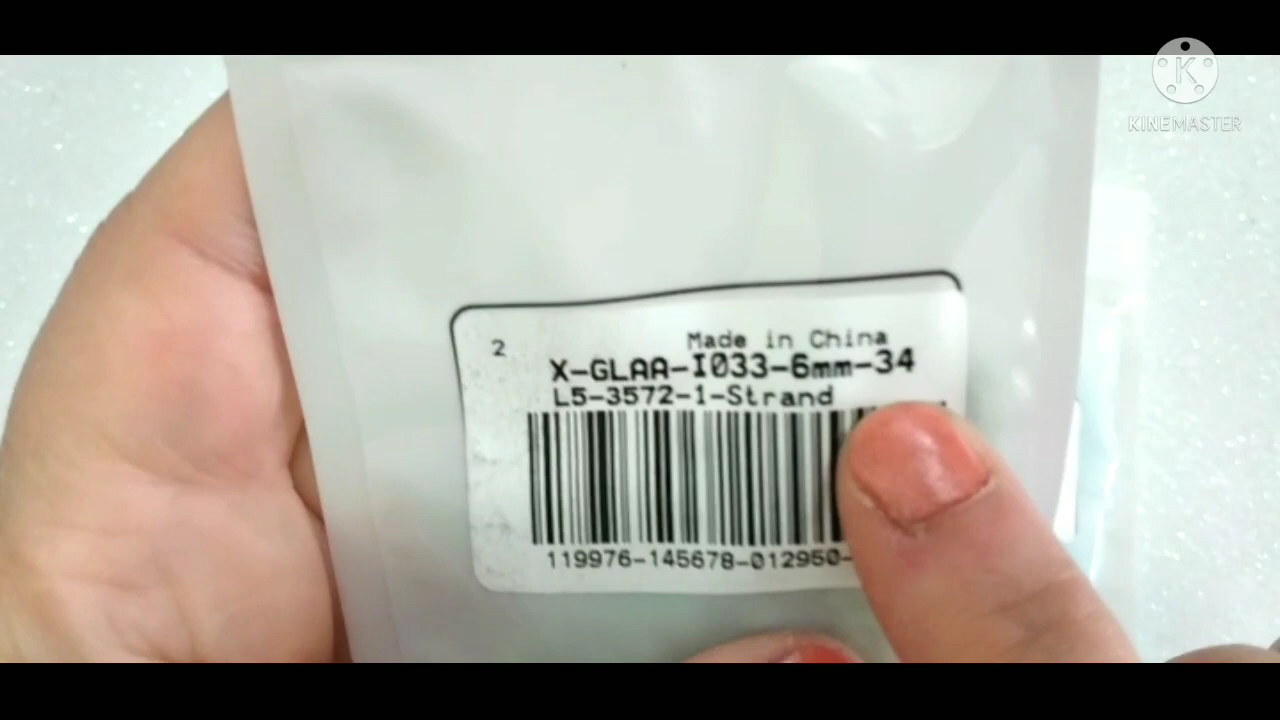 K
KINEMASTER
2
Made in China
X-GLAA-I033-6mm-34
L5-3572-1-Strand
119976-145678-012950-